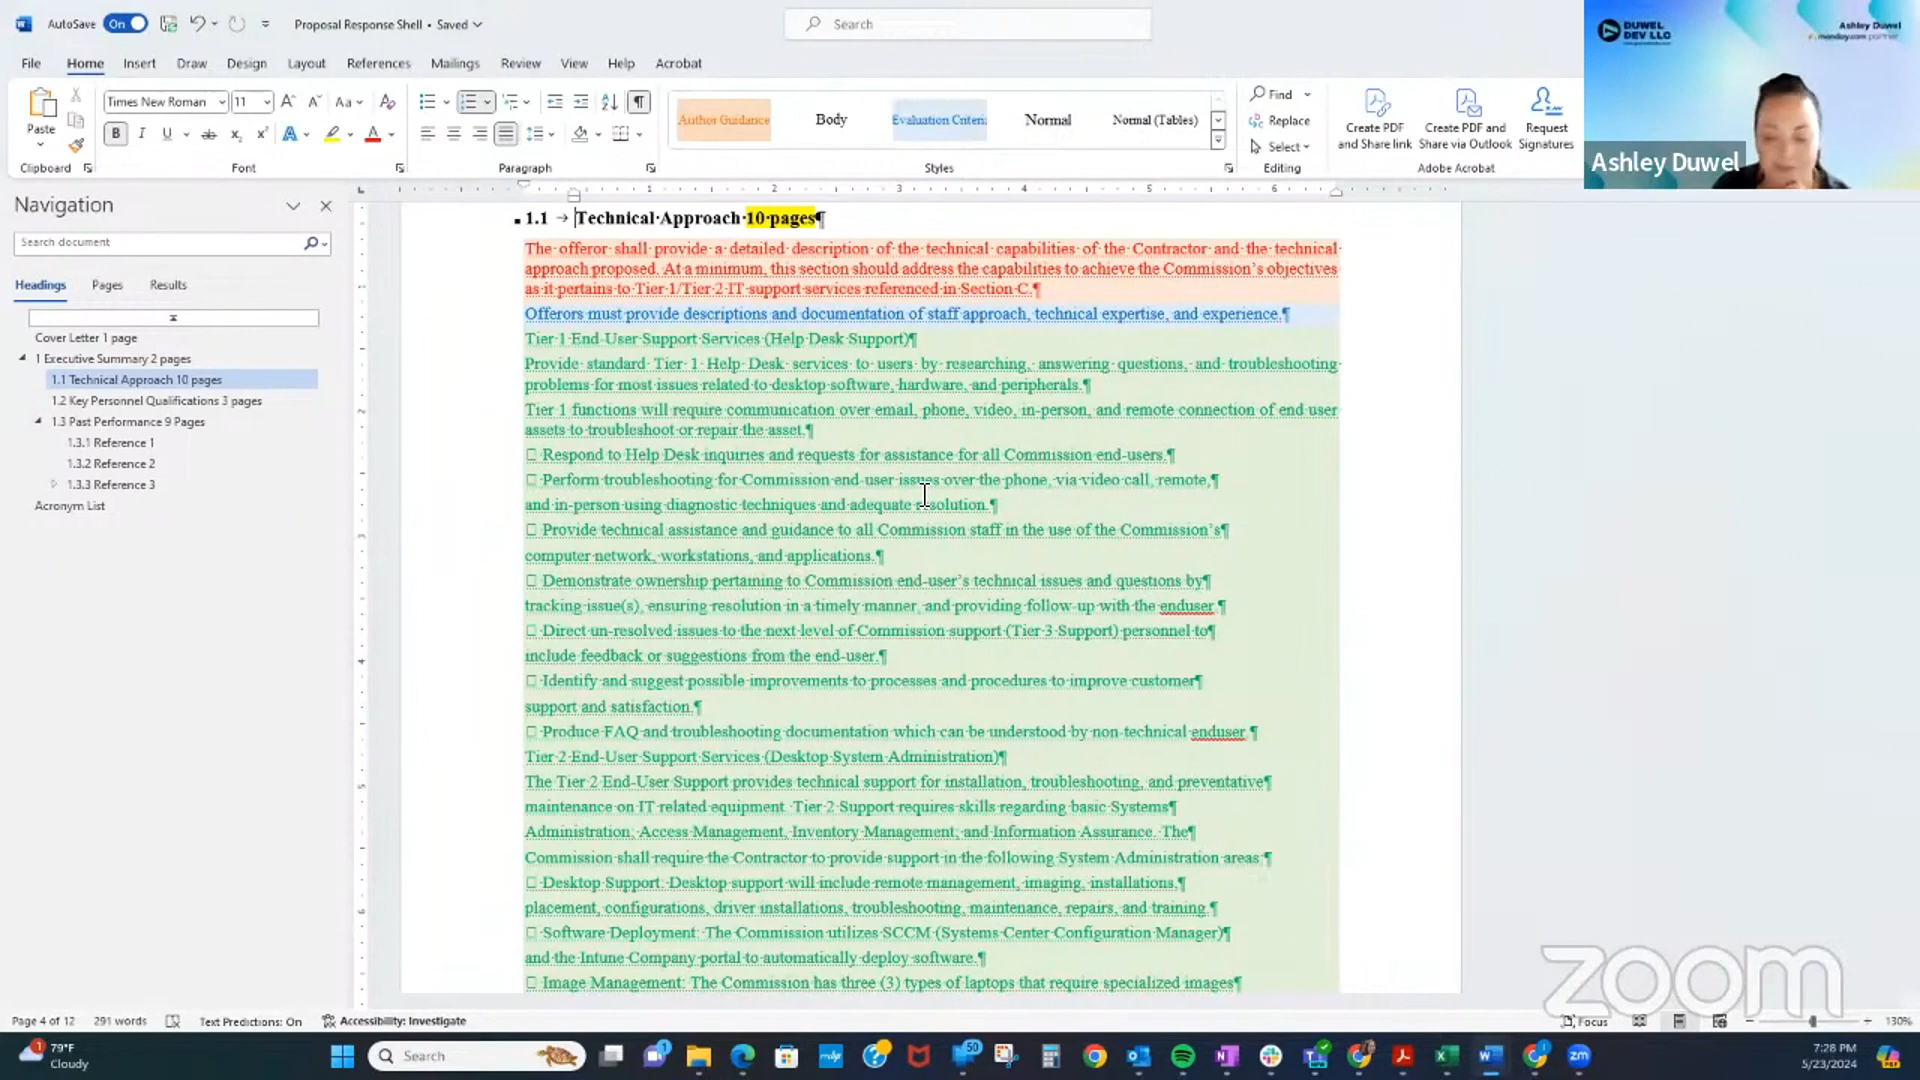 AutoSave On Proposal Response Shell • Saved Search
File Home Insert Draw Design Layout References Mailings Review View Help Acrobat
Paste
Clipboard
Times New Roman 11
Font
Paragraph
Author Guidance Body Evaluation Criteri Normal Normal (Tables)
Styles
Find
Replace
Select
Editing
Create PDF and Share link
Create PDF and Share via Outlook
Request Signatures
Adobe Acrobat
DUWEL DEV LLC
Ashley Duwel
monday.com partner
Ashley Duwel
Navigation
Search document
Headings Pages Results
Cover Letter 1 page
1 Executive Summary 2 pages
1.1 Technical Approach 10 pages
1.2 Key Personnel Qualifications 3 pages
1.3 Past Performance 9 Pages
1.3.1 Reference 1
1.3.2 Reference 2
1.3.3 Reference 3
Acronym List
1.1 → Technical Approach 10 pages¶
The offeror shall provide a detailed description of the technical capabilities of the Contractor and the technical
approach proposed. At a minimum, this section should address the capabilities to achieve the Commission's objectives
as it pertains to Tier 1/Tier 2 IT support services referenced in Section C.¶
Offerors must provide descriptions and documentation of staff approach, technical expertise, and experience.¶
Tier 1 End-User Support Services (Help Desk Support)¶
Provide standard Tier 1 Help Desk services to users by researching, answering questions, and troubleshooting
problems for most issues related to desktop software, hardware, and peripherals.¶
Tier 1 functions will require communication over email, phone, video, in-person, and remote connection of end user
assets to troubleshoot or repair the asset.¶
□ Respond to Help Desk inquiries and requests for assistance for all Commission end-users.¶
□ Perform troubleshooting for Commission end-user issues over the phone, via video call, remote,¶
and in-person using diagnostic techniques and adequate resolution.¶
□ Provide technical assistance and guidance to all Commission staff in the use of the Commission's¶
computer network, workstations, and applications.¶
□ Demonstrate ownership pertaining to Commission end-user's technical issues and questions by¶
tracking issue(s), ensuring resolution in a timely manner, and providing follow-up with the enduser.¶
□ Direct un-resolved issues to the next level of Commission support (Tier 3 Support) personnel to¶
include feedback or suggestions from the end-user.¶
□ Identify and suggest possible improvements to processes and procedures to improve customer¶
support and satisfaction.¶
□ Produce FAQ and troubleshooting documentation which can be understood by non-technical enduser.¶
Tier 2 End-User Support Services (Desktop System Administration)¶
The Tier 2 End-User Support provides technical support for installation, troubleshooting, and preventative¶
maintenance on IT related equipment. Tier 2 Support requires skills regarding basic Systems¶
Administration, Access Management, Inventory Management, and Information Assurance. The¶
Commission shall require the Contractor to provide support in the following System Administration areas:¶
□ Desktop Support: Desktop support will include remote management, imaging, installations,¶
placement, configurations, driver installations, troubleshooting, maintenance, repairs, and training.¶
□ Software Deployment: The Commission utilizes SCCM (Systems Center Configuration Manager)¶
and the Intune Company portal to automatically deploy software.¶
□ Image Management: The Commission has three (3) types of laptops that require specialized images¶
zoom
Page 4 of 12 291 words Text Predictions: On Accessibility: Investigate Focus 130%
79°F
Cloudy
Search
7:28 PM
5/23/2024